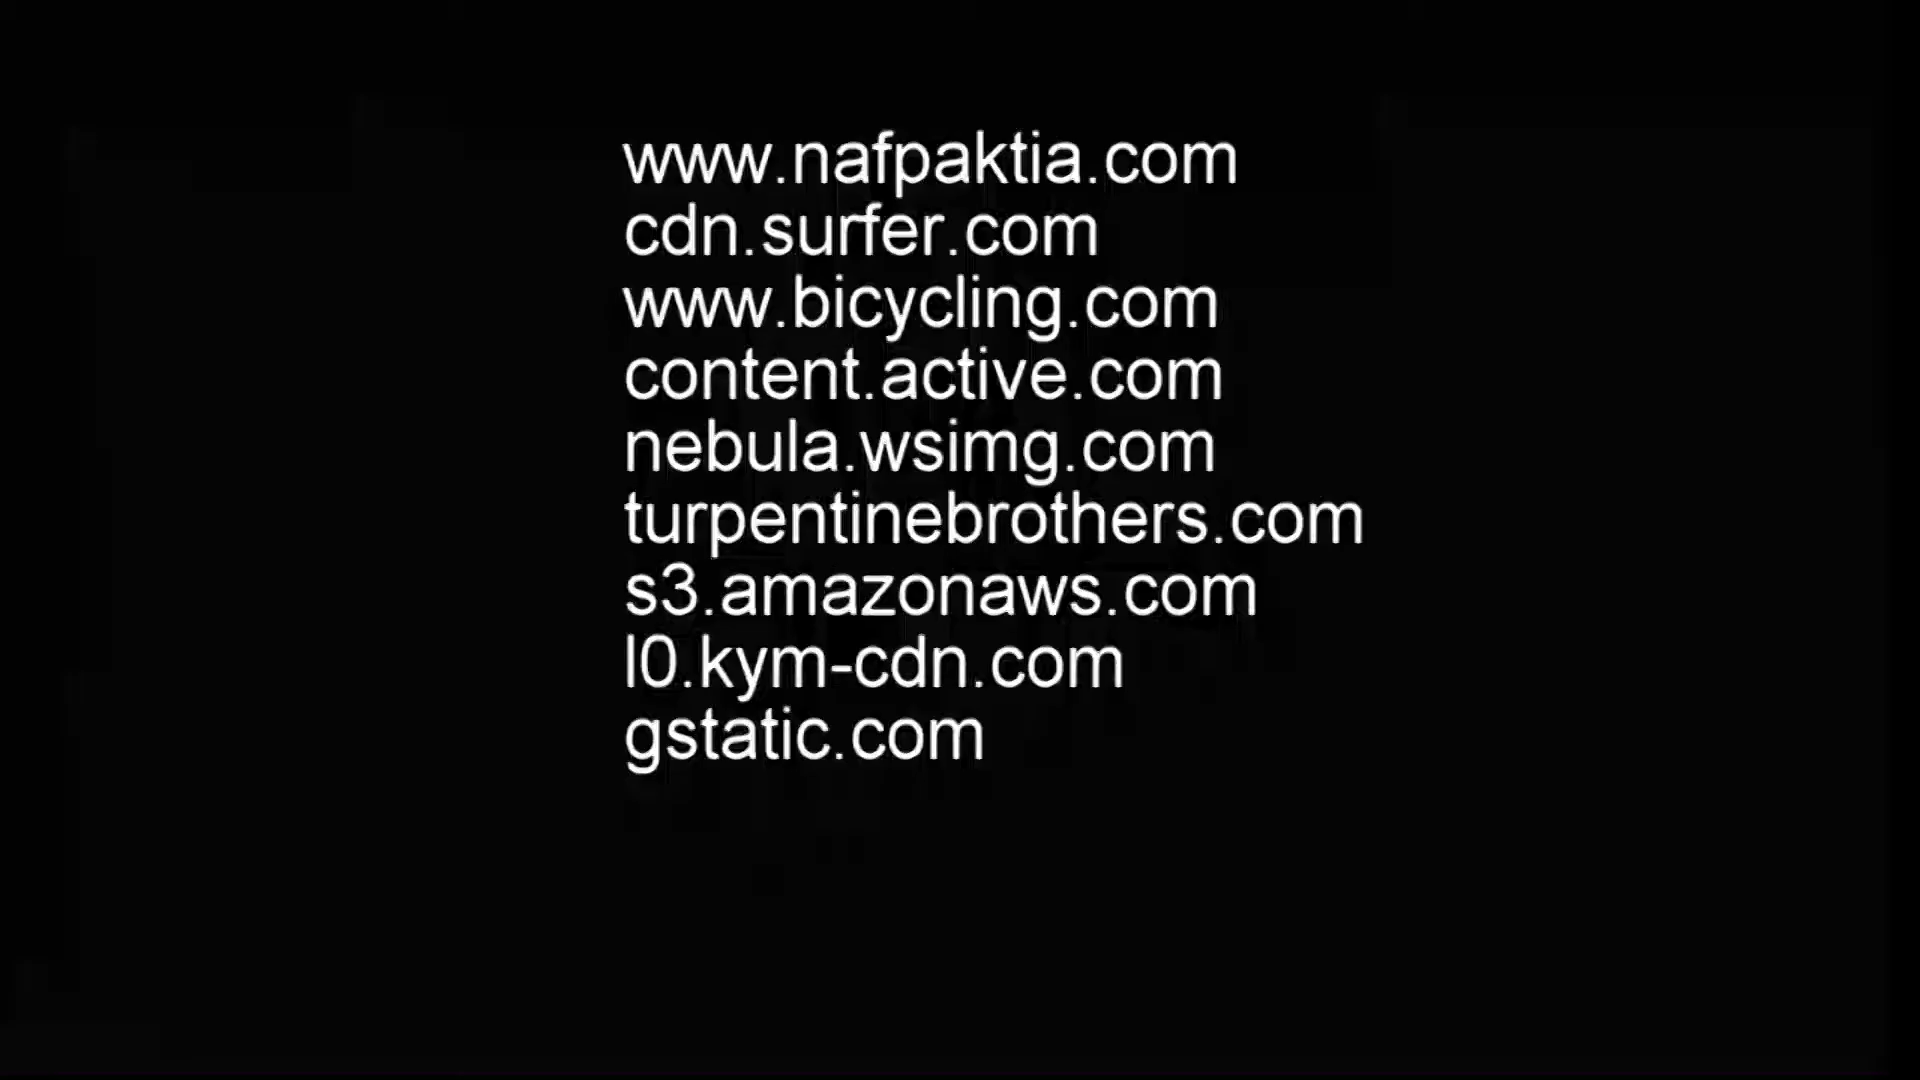 www.nafpaktia.com
cdn.surfer.com
www.bicycling.com
content.active.com
nebula.wsimg.com
turpentinebrothers.com
s3.amazonaws.com
l0.kym-cdn.com
gstatic.com